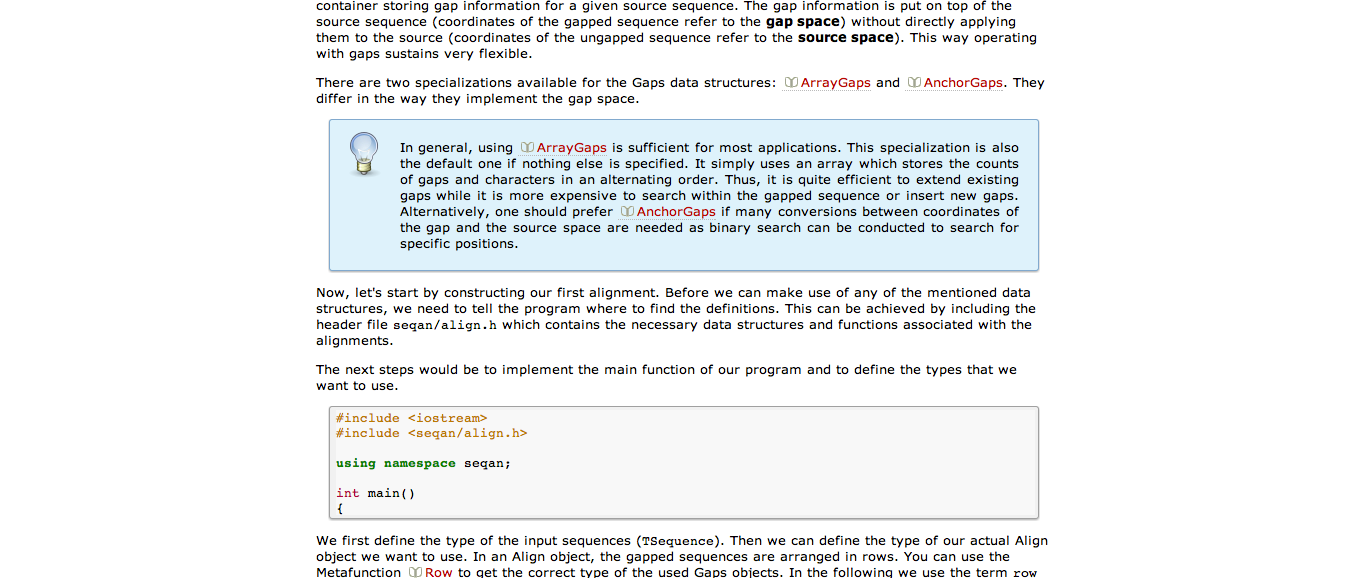 container storing gap information for a given source sequence. The gap information is put on top of the
source sequence (coordinates of the gapped sequence refer to the gap space) without directly applying
them to the source (coordinates of the ungapped sequence refer to the source space). This way operating
with gaps sustains very flexible.
There are two specializations available for the Gaps data structures: ArrayGaps and AnchorGaps. They
differ in the way they implement the gap space.
In general, using ArrayGaps is sufficient for most applications. This specialization is also
the default one if nothing else is specified. It simply uses an array which stores the counts
of gaps and characters in an alternating order. Thus, it is quite efficient to extend existing
gaps while it is more expensive to search within the gapped sequence or insert new gaps.
Alternatively, one should prefer AnchorGaps if many conversions between coordinates of
the gap and the source space are needed as binary search can be conducted to search for
specific positions.
Now, let's start by constructing our first alignment. Before we can make use of any of the mentioned data
structures, we need to tell the program where to find the definitions. This can be achieved by including the
header file seqan/align.h which contains the necessary data structures and functions associated with the
alignments.
The next steps would be to implement the main function of our program and to define the types that we
want to use.
#include <iostream>
#include <seqan/align.h>
using namespace seqan;
int main()
{
We first define the type of the input sequences (TSequence). Then we can define the type of our actual Align
object we want to use. In an Align object, the gapped sequences are arranged in rows. You can use the
Metafunction Row to get the correct type of the used Gaps objects. In the following we use the term row